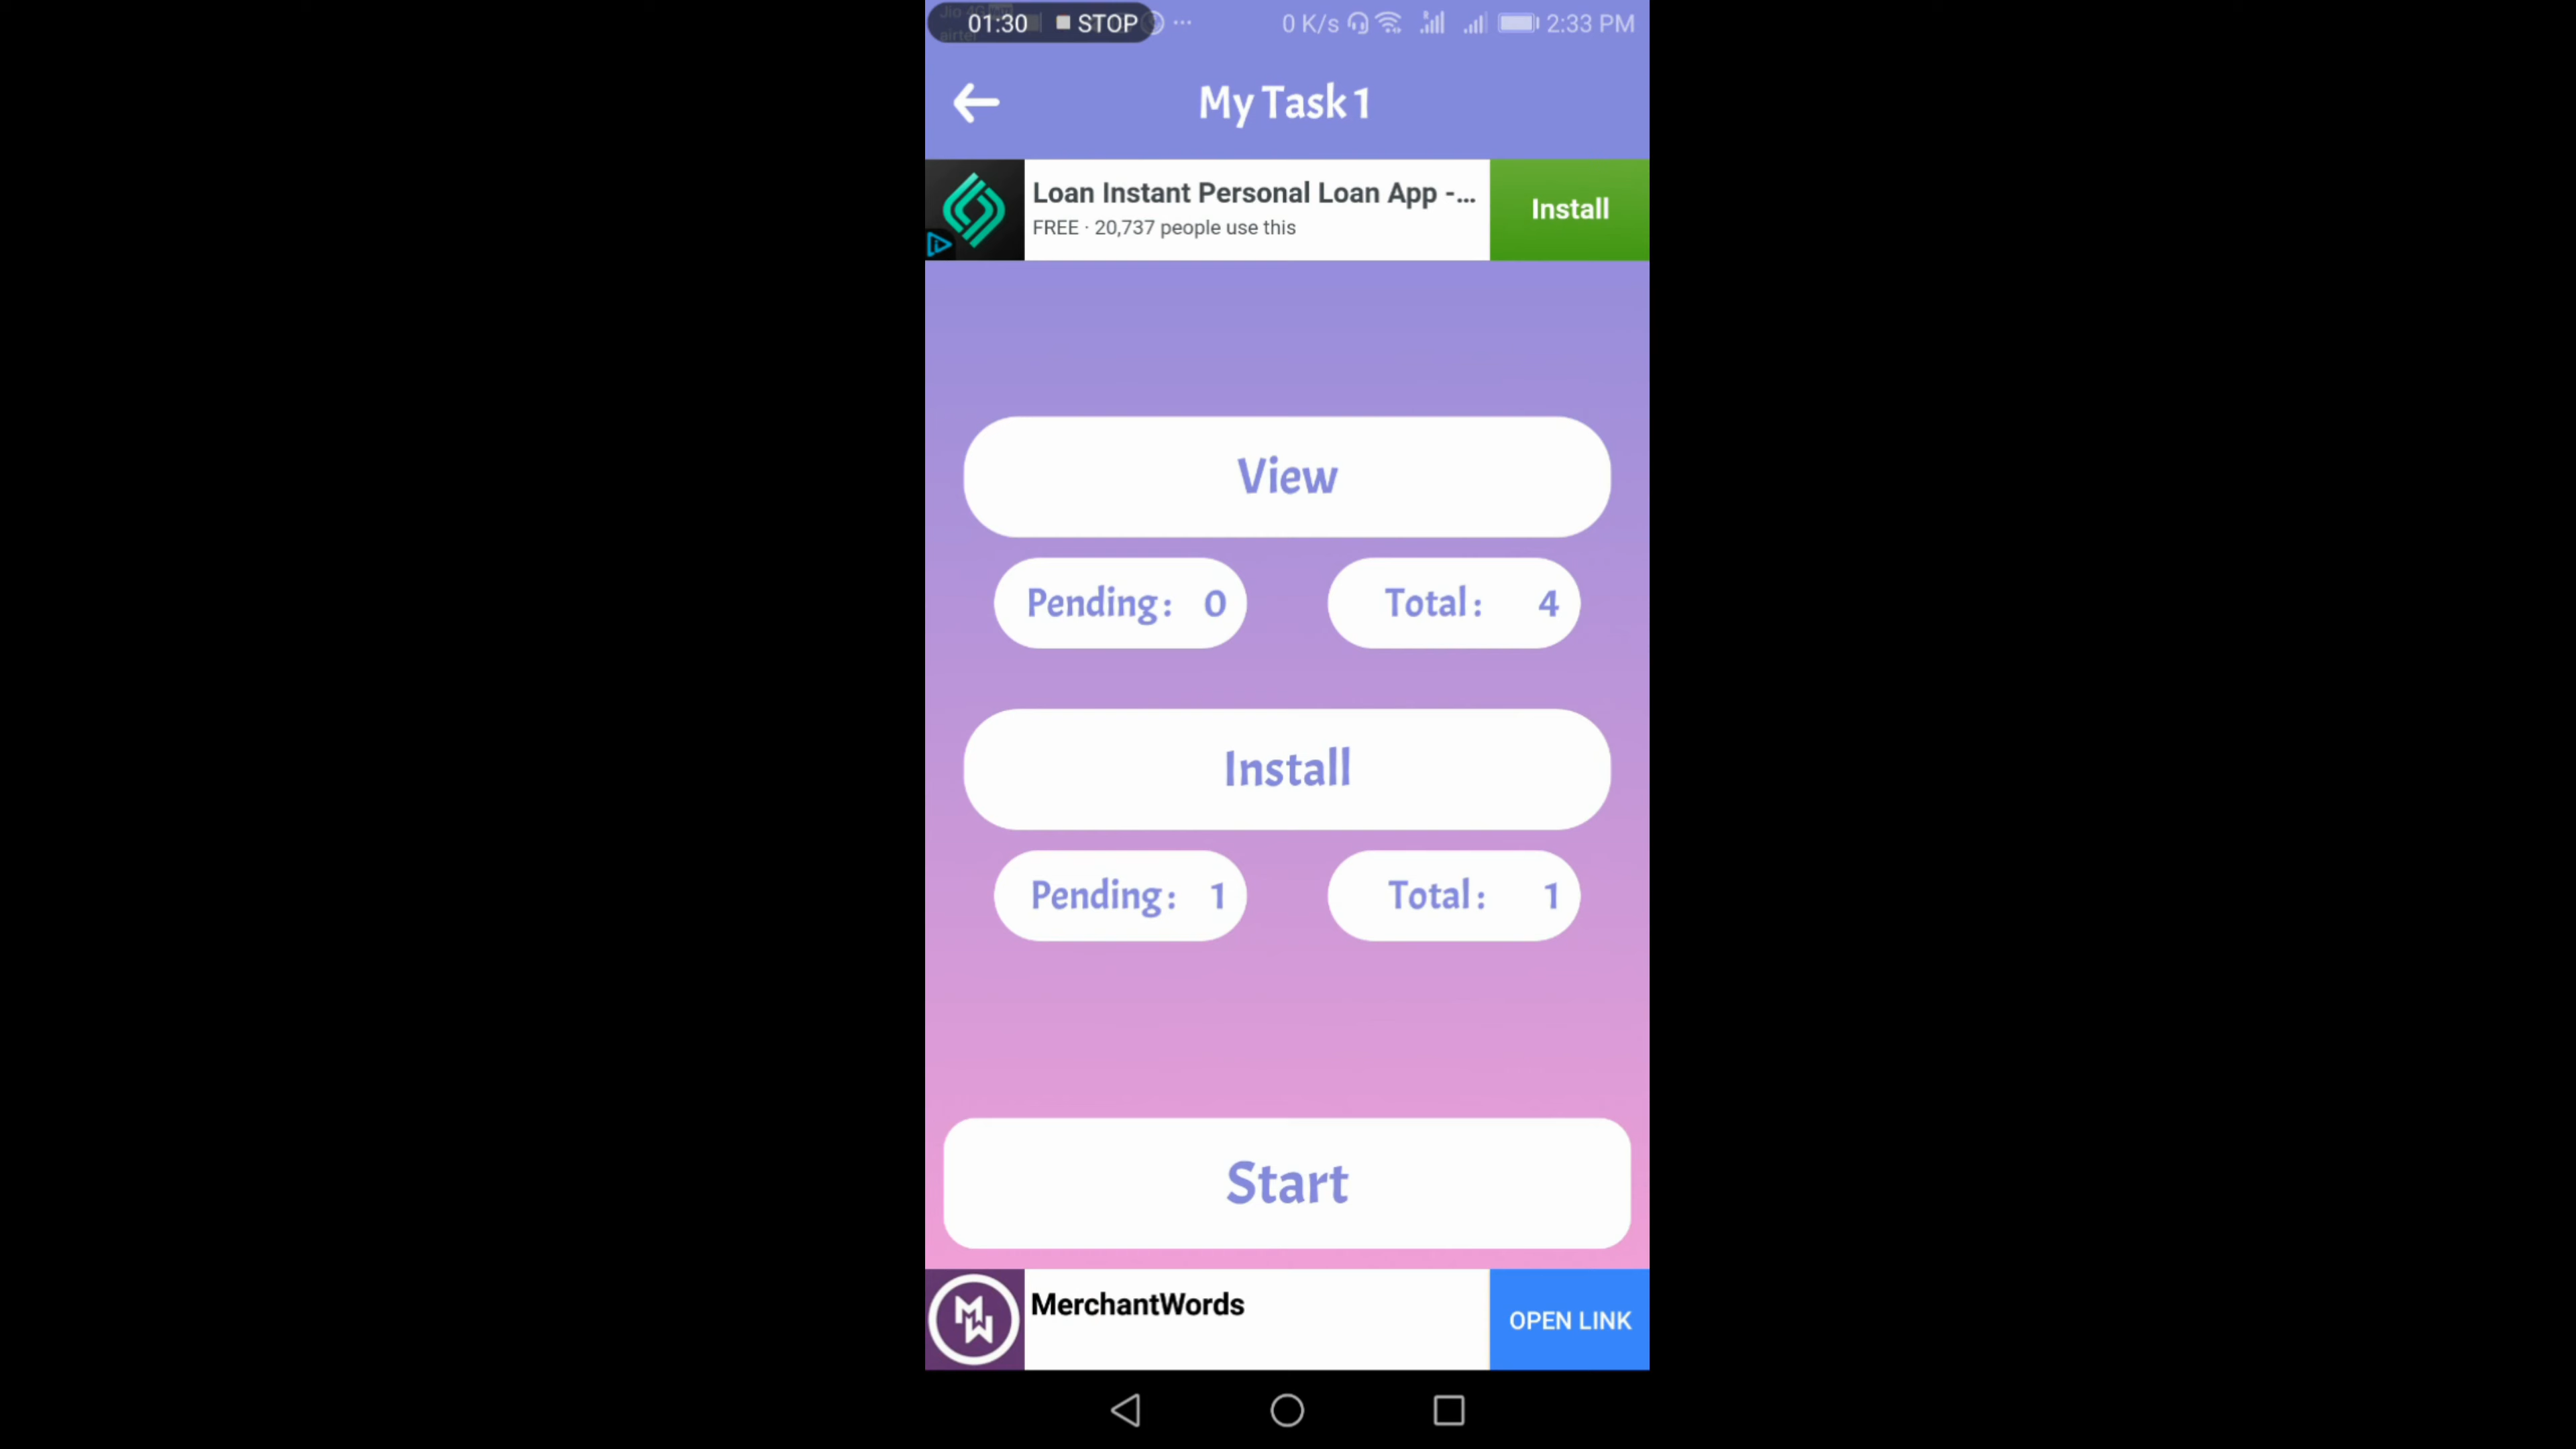 01:30 STOP ... 0 K/s 2:33 PM
airtel
My Task 1
Loan Instant Personal Loan App -...
FREE · 20,737 people use this
Install
View
Pending: 0 Total: 4
Install
Pending: 1 Total: 1
Start
MerchantWords
OPEN LINK